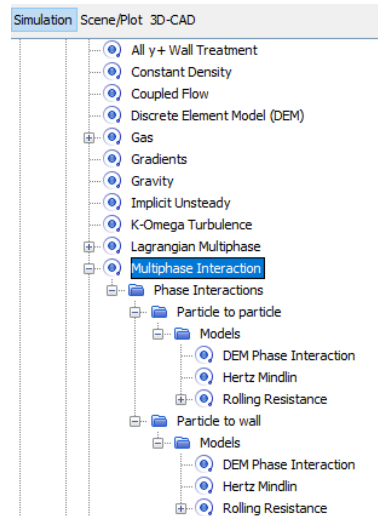 Simulation Scene/Plot 3D-CAD
All y+ Wall Treatment
Constant Density
Coupled Flow
Discrete Element Model (DEM)
Gas
Gradients
Gravity
Implicit Unsteady
K-Omega Turbulence
Lagrangian Multiphase
Multiphase Interaction
Phase Interactions
Particle to particle
Models
DEM Phase Interaction
Hertz Mindlin
Rolling Resistance
Particle to wall
Models
DEM Phase Interaction
Hertz Mindlin
Rolling Resistance